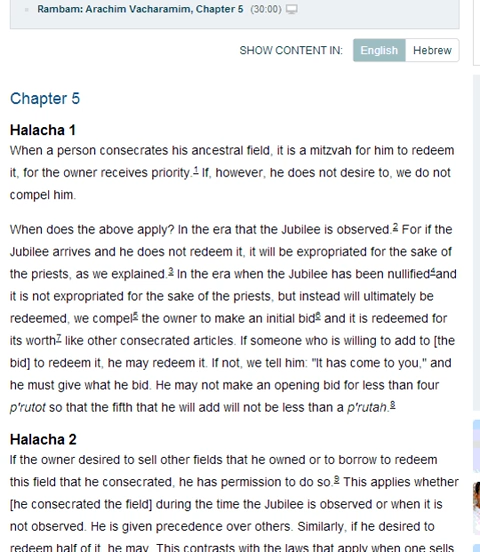 Rambam: Arachim Vacharamim, Chapter 5 (30:00)
SHOW CONTENT IN: English Hebrew
Chapter 5
Halacha 1
When a person consecrates his ancestral field, it is a mitzvah for him to redeem
it, for the owner receives priority.1 If, however, he does not desire to, we do not
compel him.
When does the above apply? In the era that the Jubilee is observed.2 For if the
Jubilee arrives and he does not redeem it, it will be expropriated for the sake of
the priests, as we explained.3 In the era when the Jubilee has been nullified4and
it is not expropriated for the sake of the priests, but instead will ultimately be
redeemed, we compel5 the owner to make an initial bid6 and it is redeemed for
its worth7 like other consecrated articles. If someone who is willing to add to [the
bid] to redeem it, he may redeem it. If not, we tell him: "It has come to you," and
he must give what he bid. He may not make an opening bid for less than four
p'rutot so that the fifth that he will add will not be less than a p'rutah.8
Halacha 2
If the owner desired to sell other fields that he owned or to borrow to redeem
this field that he consecrated, he has permission to do so.9 This applies whether
[he consecrated the field] during the time the Jubilee is observed or when it is
not observed. He is given precedence over others. Similarly, if he desired to
redeem half of it, he may. This contrasts with the laws that apply when one sells